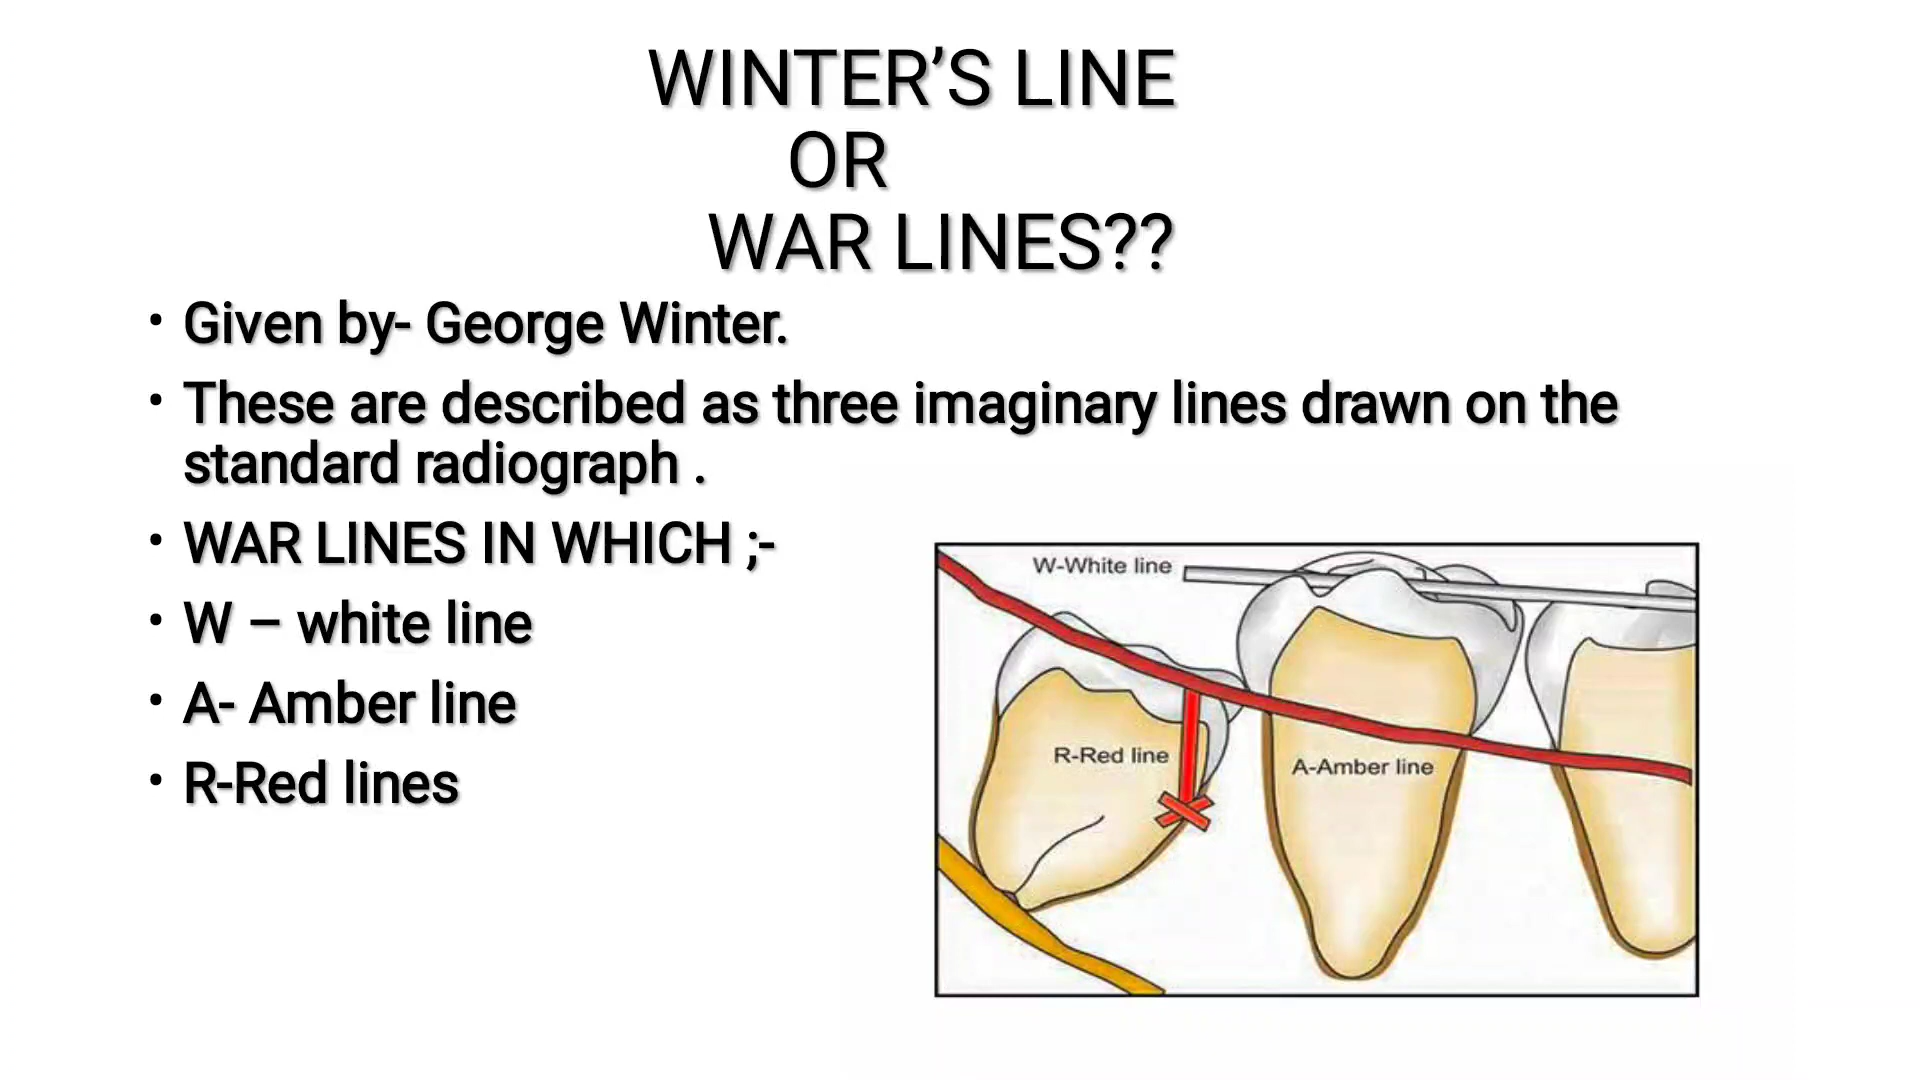 WINTER’S LINE
OR
WAR LINES??
• Given by- George Winter.
• These are described as three imaginary lines drawn on the
standard radiograph .
• WAR LINES IN WHICH ;-
• W – white line
• A- Amber line
• R-Red lines
W-White line
R-Red line
A-Amber line